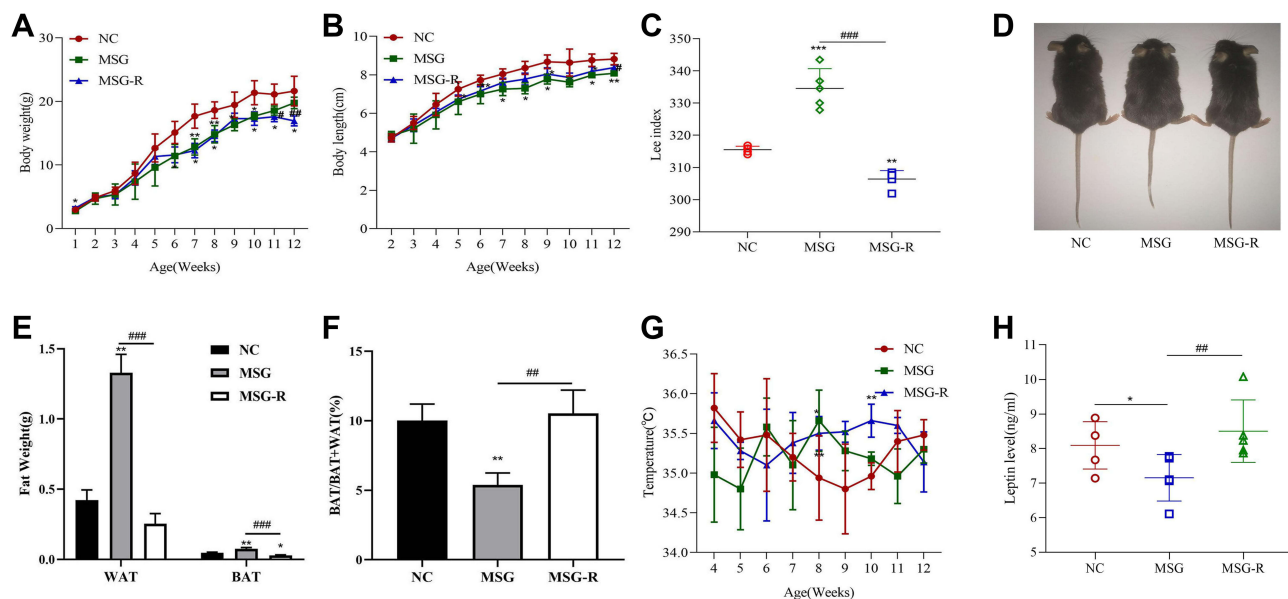 A
NC
MSG
MSG-R
Body weight(g)
30
20
10
0
** * ** * * * # * ## *
1 2 3 4 5 6 7 8 9 10 11 12
Age(Weeks)
B
NC
MSG
MSG-R
Body length(cm)
10
8
6
4
2
0
* ** * * * * # **
2 3 4 5 6 7 8 9 10 11 12
Age(Weeks)
C
Lee index
350
340
330
320
310
300
290
###
***
**
NC MSG MSG-R
D
NC MSG MSG-R
E
Fat Weight(g)
1.5
1.0
0.5
0.0
###
**
NC
MSG
MSG-R
###
** *
WAT BAT
F
BAT/BAT+WAT(%)
15
10
5
0
##
**
NC MSG MSG-R
G
NC
MSG
MSG-R
Temperature(°C)
36.5
36.0
35.5
35.0
34.5
34.0
* **
**
4 5 6 7 8 9 10 11 12
Age(Weeks)
H
Leptin level(ng/ml)
11
10
9
8
7
6
5
##
*
NC MSG MSG-R